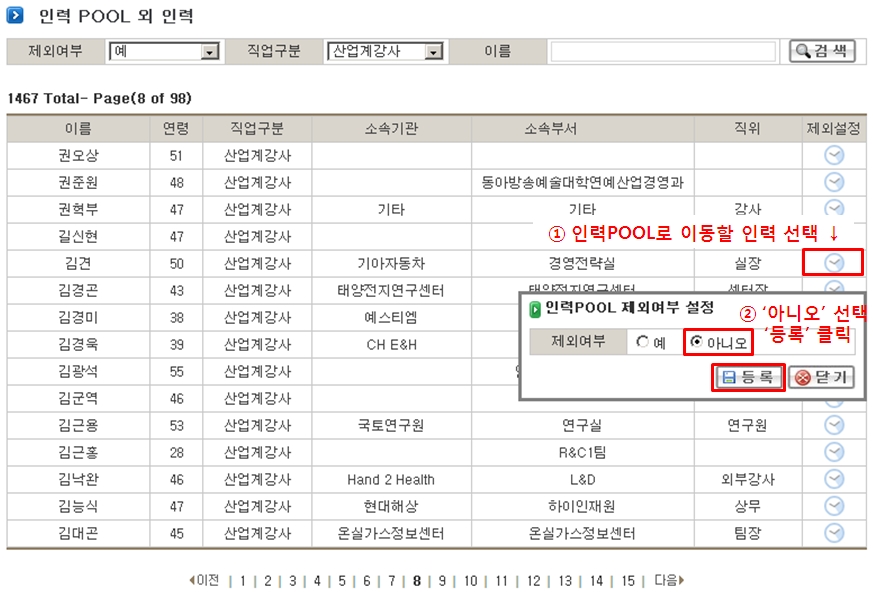 인력 POOL 외 인력
제외여부 예 직업구분 산업계강사 이름 검 색
1467 Total- Page(8 of 98)
이름 연령 직업구분 소속기관 소속부서 직위 제외설정
권오상 51 산업계강사
권준원 48 산업계강사 동아방송예술대학연예산업경영과
권혁부 47 산업계강사 기타 기타 강사
길신현 47 산업계강사
① 인력POOL로 이동할 인력 선택 ↓
김견 50 산업계강사 기아자동차 경영전략실 실장
김경곤 43 산업계강사 태양전지연구센터 태양전지연구센터 센터장
김경미 38 산업계강사 예스티엠
김경욱 39 산업계강사 CH E&H
김광석 55 산업계강사
김군역 46 산업계강사
인력POOL 제외여부 설정
② ‘아니오’ 선택
‘등록’ 클릭
제외여부 예 아니오
등 록 닫 기
김근용 53 산업계강사 국토연구원 연구실 연구원
김근홍 28 산업계강사 R&C1팀
김낙완 46 산업계강사 Hand 2 Health L&D 외부강사
김능식 47 산업계강사 현대해상 하이인재원 상무
김대곤 45 산업계강사 온실가스정보센터 온실가스정보센터 팀장
이전 | 1 | 2 | 3 | 4 | 5 | 6 | 7 | 8 | 9 | 10 | 11 | 12 | 13 | 14 | 15 | 다음